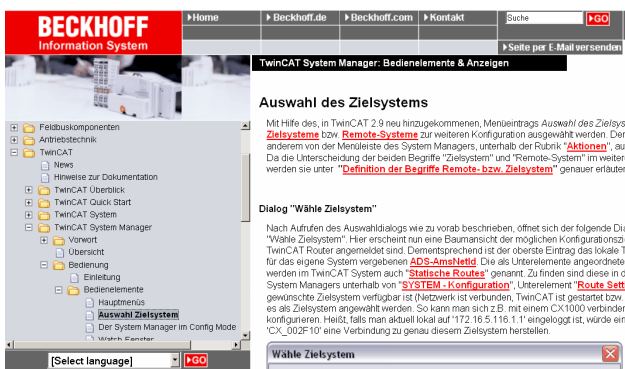 BECKHOFF
Information System
Home
Beckhoff.de
Beckhoff.com
Kontakt
Suche
GO
Seite per E-Mail versenden
TwinCAT System Manager: Bedienelemente & Anzeigen
Feldbuskomponenten
Antriebstechnik
TwinCAT
News
Hinweise zur Dokumentation
TwinCAT Überblick
TwinCAT Quick Start
TwinCAT System
TwinCAT System Manager
Vorwort
Übersicht
Bedienung
Einleitung
Bedienelemente
Hauptmenüs
Auswahl Zielsystem
Der System Manager im Config Mode
Watch Fenster
[Select language]
GO
Auswahl des Zielsystems
Mit Hilfe des, in TwinCAT 2.9 neu hinzugekommenen, Menüeintrags Auswahl des Zielsys
Zielsysteme bzw. Remote-Systeme zur weiteren Konfiguration ausgewählt werden. Der
anderem von der Menüleiste des System Managers, unterhalb der Rubrik "Aktionen", au
Da die Unterscheidung der beiden Begriffe "Zielsystem" und "Remote-System" im weitere
werden sie unter "Definition der Begriffe Remote- bzw. Zielsystem" genauer erläuter
Dialog "Wähle Zielsystem"
Nach Aufrufen des Auswahldialogs wie zu vorab beschrieben, öffnet sich der folgende Dia
"Wähle Zielsystem". Hier erscheint nun eine Baumansicht der möglichen Konfigurationszi
TwinCAT Router angemeldet sind. Dementsprechend ist der oberste Eintrag das lokale T
für das eigene System vergebenen ADS-AmsNetId. Die als Unterelemente angeordnete
werden im TwinCAT System auch "Statische Routes" genannt. Zu finden sind diese in d
System Managers unterhalb von "SYSTEM - Konfiguration", Unterelement "Route Sett
gewünschte Zielsystem verfügbar ist (Netzwerk ist verbunden, TwinCAT ist gestartet bzw.
es als Zielsystem angewählt werden. So kann man sich z.B. mit einem CX1000 verbinden
konfigurieren. Heißt, falls man aktuell lokal auf '172.16.5.116.1.1' eingeloggt ist, würde ein
'CX_002F10' eine Verbindung zu genau diesem Zielsystem herstellen.
Wähle Zielsystem